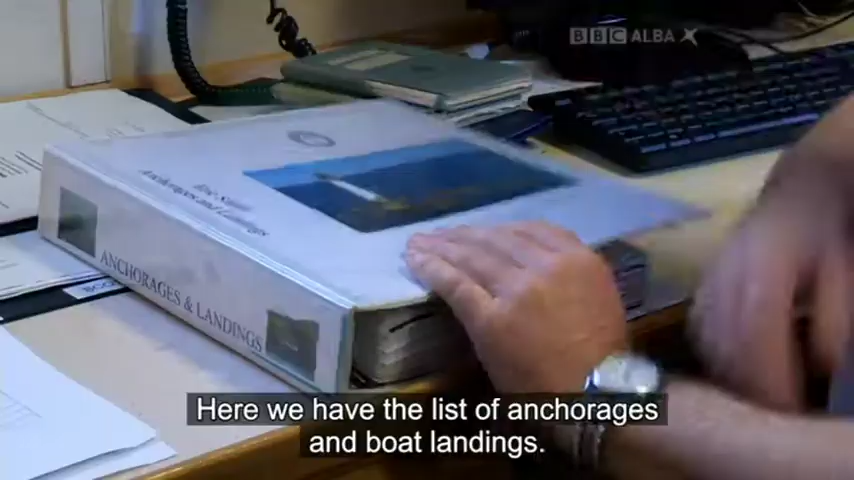 BBC ALBA
Anchorages and Landings
ANCHORAGES & LANDINGS
Here we have the list of anchorages
and boat landings.